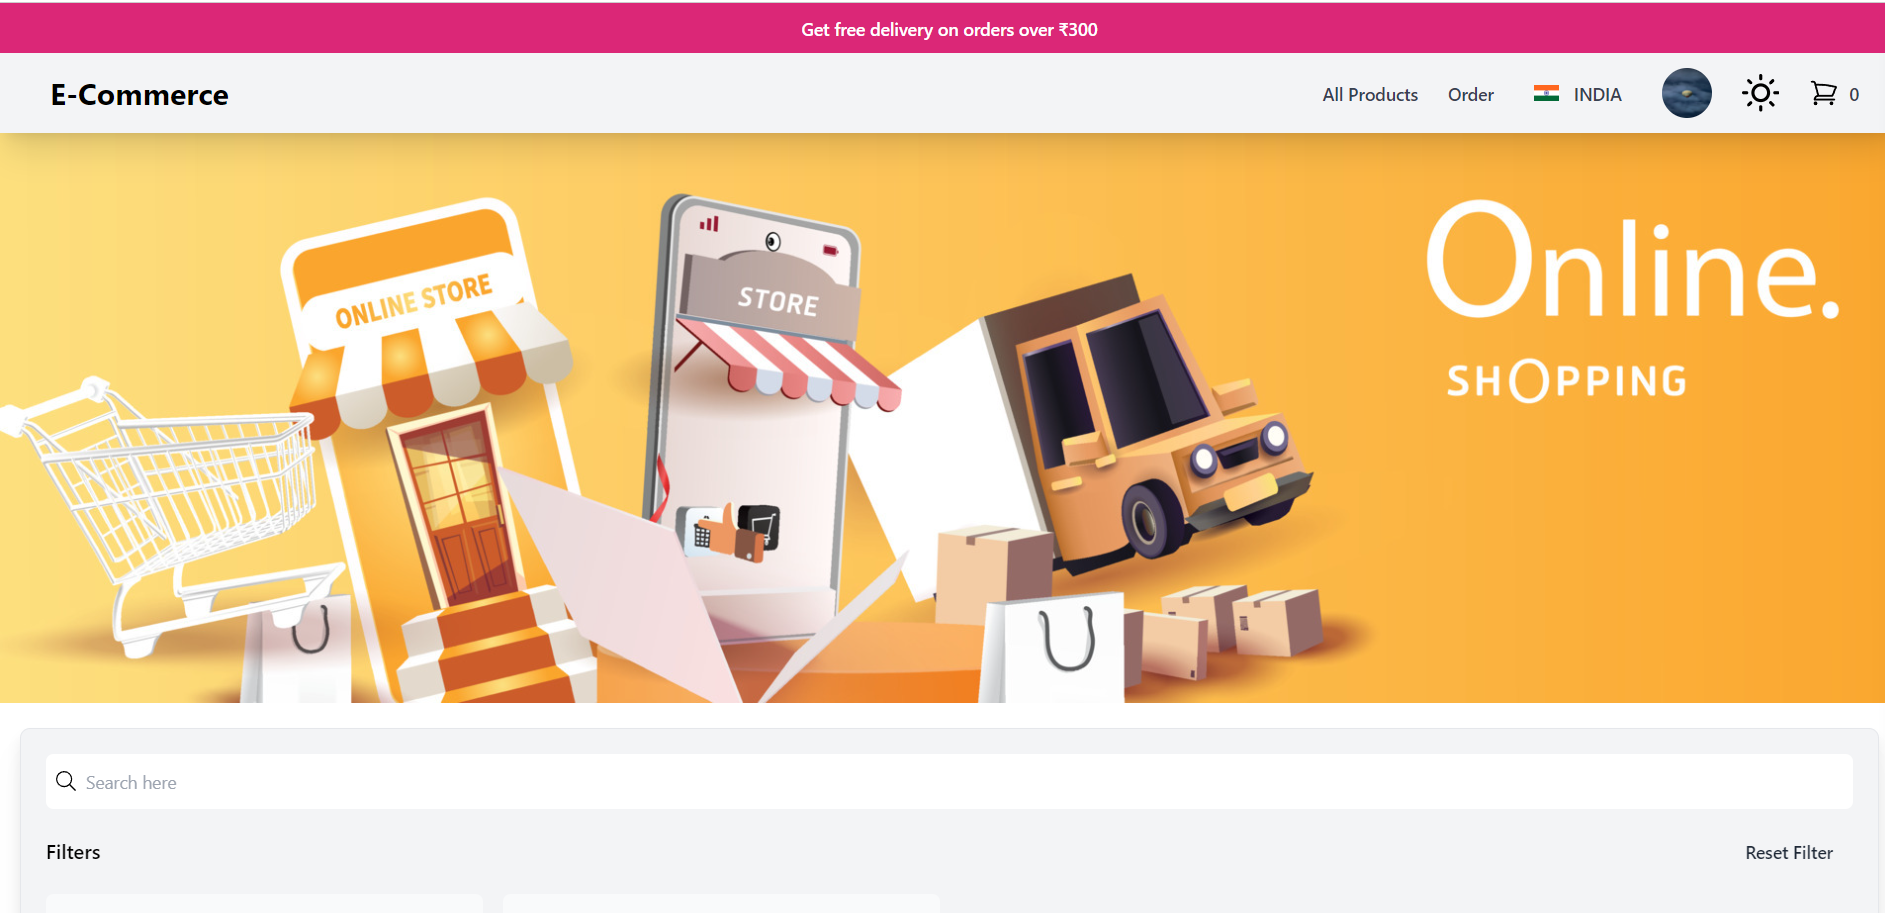 Get free delivery on orders over ₹300
E-Commerce
All Products
Order
INDIA
0
ONLINE STORE
STORE
Online.
SHOPPING
Search here
Filters
Reset Filter